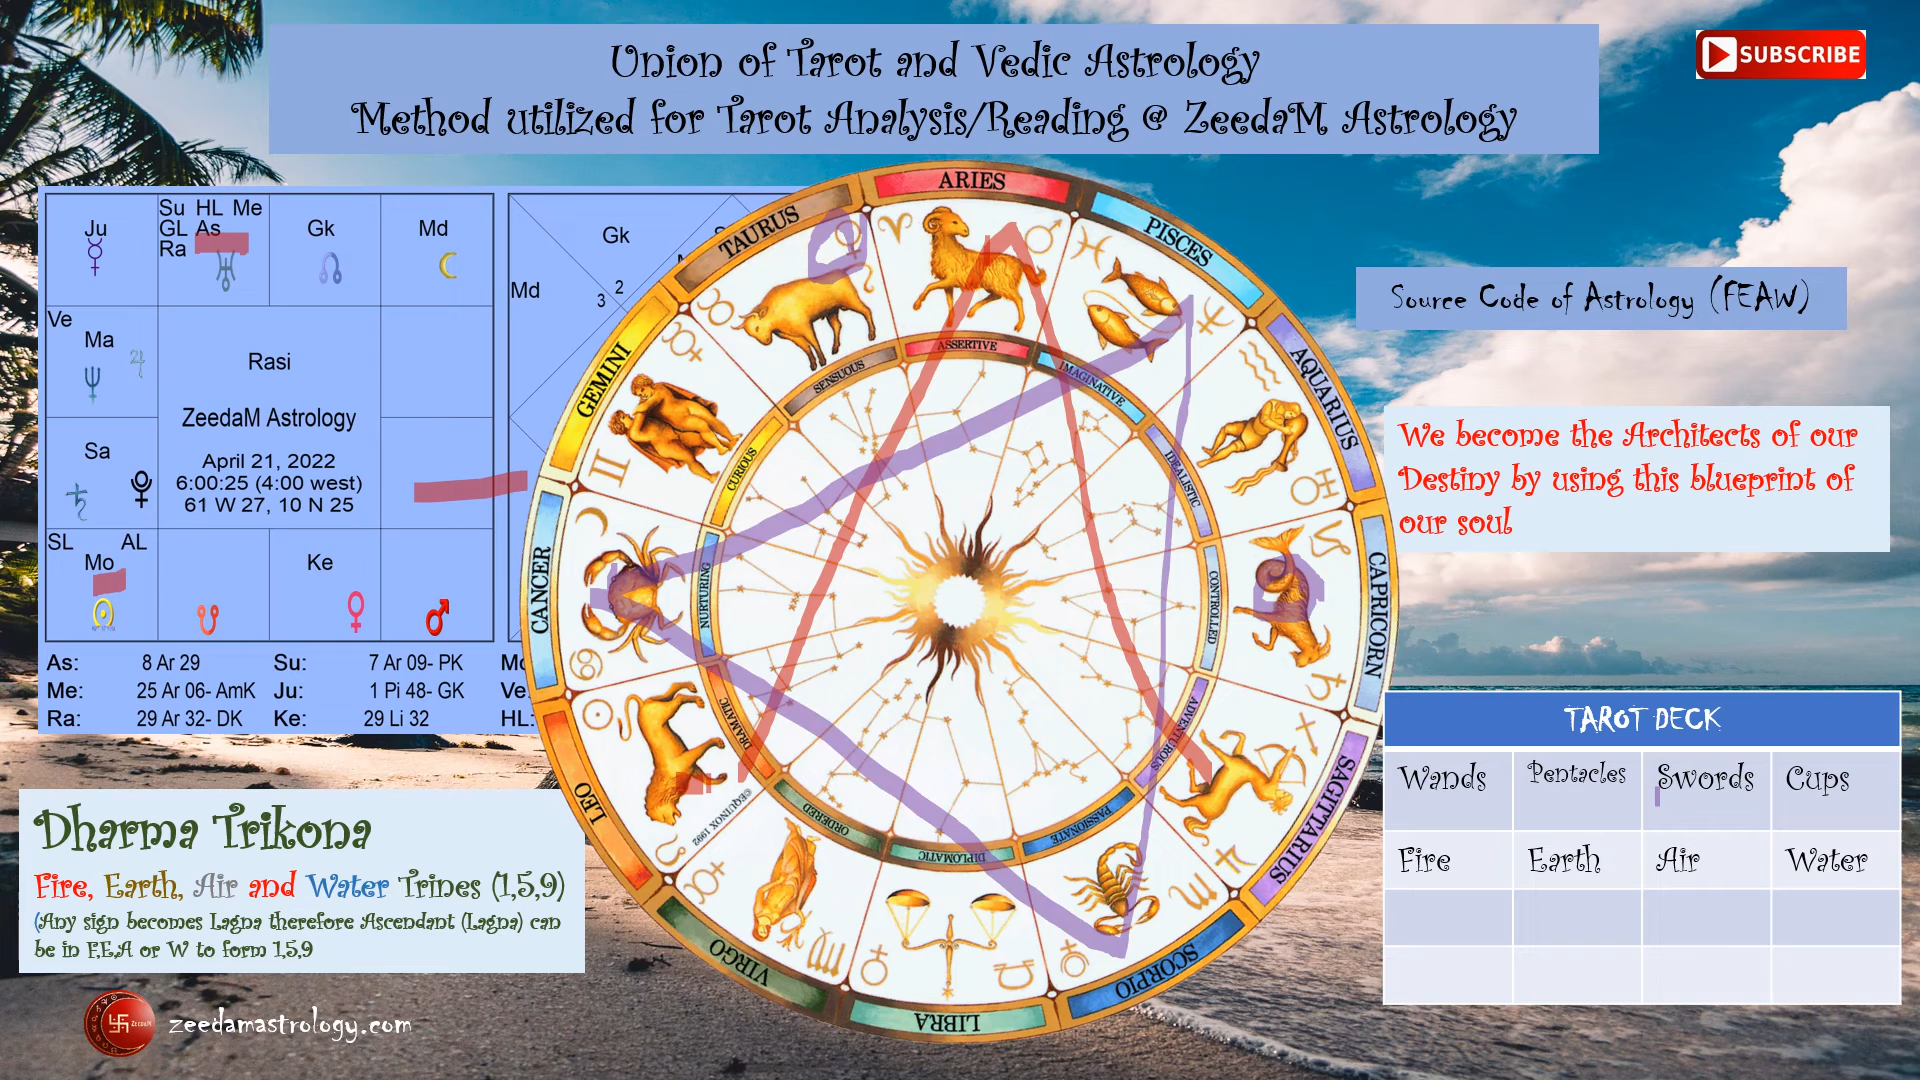 Union of Tarot and Vedic Astrology
Method utilized for Tarot Analysis/Reading @ ZeedaM Astrology
SUBSCRIBE
Ju
Su HL Me
GL As
Ra
Gk
Md
Ve
Ma
Rasi
ZeedaM Astrology
April 21, 2022
6:00:25 (4:00 west)
61 W 27, 10 N 25
Sa
SL AL
Mo
Ke
As: 8 Ar 29 Su: 7 Ar 09- PK
Me: 25 Ar 06- AmK Ju: 1 Pi 48- GK Ve:
Ra: 29 Ar 32- DK Ke: 29 Li 32 HL:
Gk
Md
2
3
ARIES
PISCES
AQUARIUS
CAPRICORN
SAGITTARIUS
SCORPIO
LIBRA
VIRGO
LEO
CANCER
GEMINI
TAURUS
ASSERTIVE
IMAGINATIVE
IDEALISTIC
CONTROLLED
ADVENTUROUS
PASSIONATE
DIPLOMATIC
ORDERED
DRAMATIC
NURTURING
CURIOUS
SENSUOUS
©EQUINOX 1992
Source Code of Astrology (FEAW)
We become the Architects of our
Destiny by using this blueprint of
our soul
TAROT DECK
Wands Pentacles Swords Cups
Fire Earth Air Water
Dharma Trikona
Fire, Earth, Air and Water Trines (1,5,9)
(Any sign becomes Lagna therefore Ascendant (Lagna) can
be in F,E,A or W to form 1,5,9
ZEEDAM
zeedamastrology.com